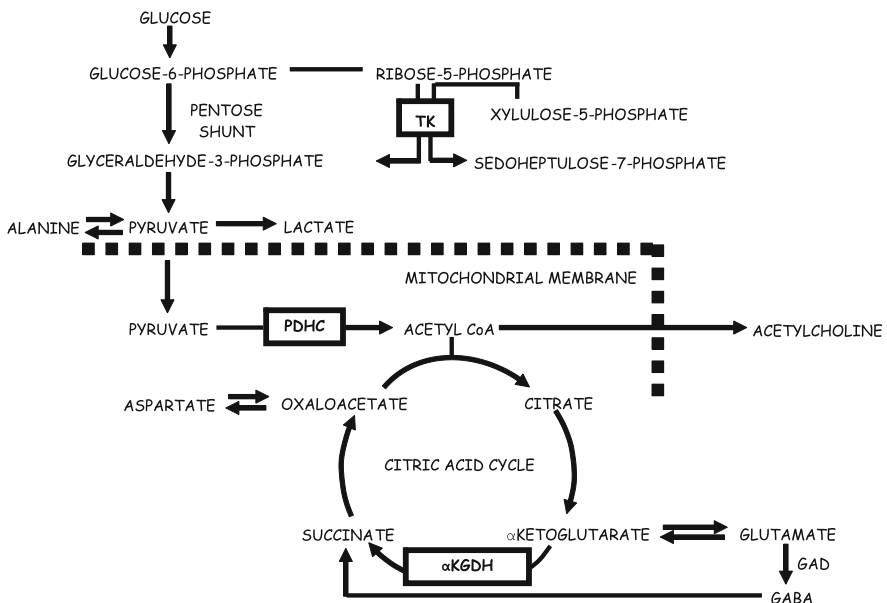 GLUCOSE
GLUCOSE-6-PHOSPHATE
RIBOSE-5-PHOSPHATE
PENTOSE
SHUNT
TK
XYLULOSE-5-PHOSPHATE
GLYCERALDEHYDE-3-PHOSPHATE
SEDOHEPTULOSE-7-PHOSPHATE
ALANINE
PYRUVATE
LACTATE
MITOCHONDRIAL MEMBRANE
PYRUVATE
PDHC
ACETYL CoA
ACETYLCHOLINE
ASPARTATE
OXALOACETATE
CITRATE
CITRIC ACID CYCLE
SUCCINATE
αKETOGLUTARATE
GLUTAMATE
αKGDH
GAD
GABA